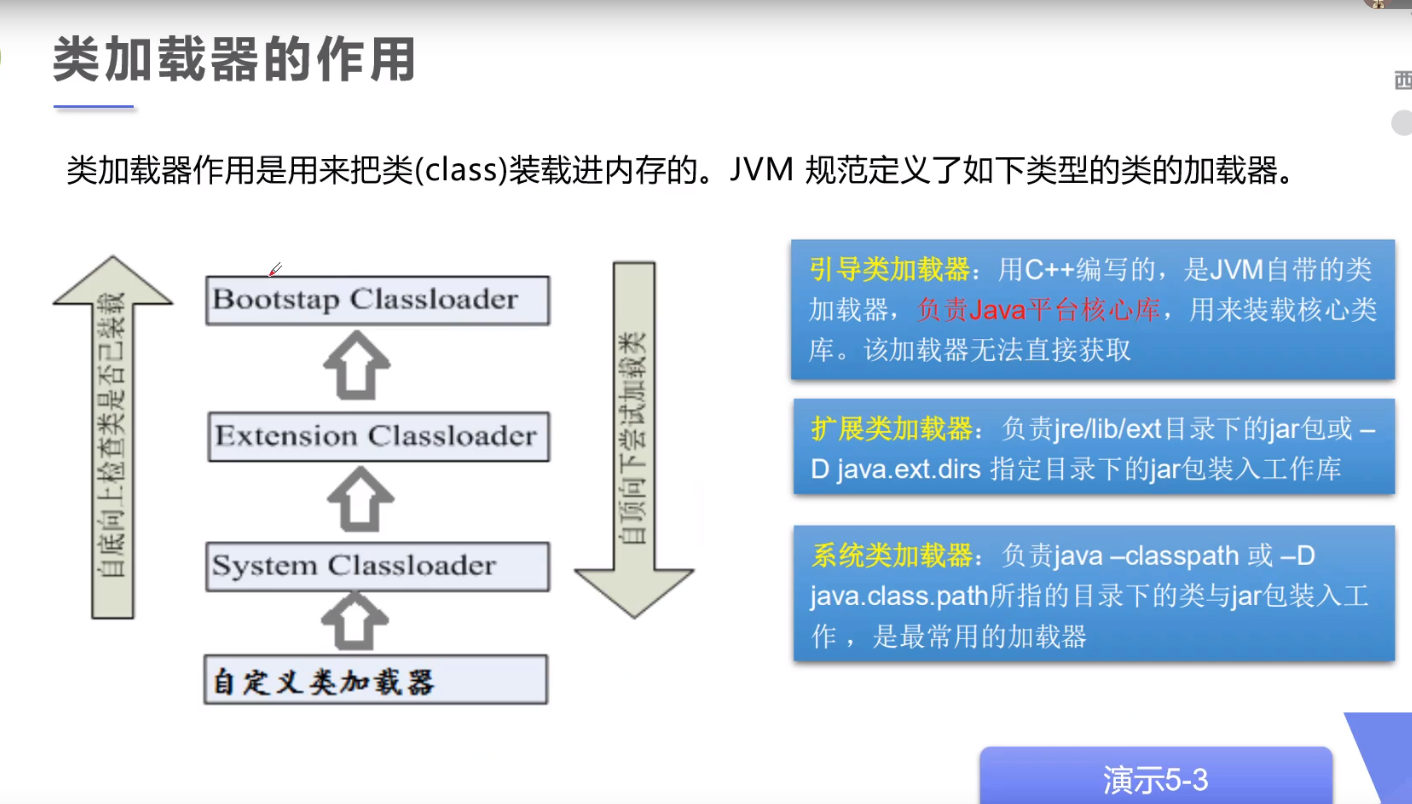 类加载器的作用
西
类加载器作用是用来把类(class)装载进内存的。JVM 规范定义了如下类型的类的加载器。
自底向上检查类是否已装载
Bootstap Classloader
Extension Classloader
System Classloader
自定义类加载器
自顶向下尝试加载类
引导类加载器：用C++编写的，是JVM自带的类
加载器，负责Java平台核心库，用来装载核心类
库。该加载器无法直接获取
扩展类加载器：负责jre/lib/ext目录下的jar包或 –
D java.ext.dirs 指定目录下的jar包装入工作库
系统类加载器：负责java –classpath 或 –D
java.class.path所指的目录下的类与jar包装入工
作 ，是最常用的加载器
演示5-3